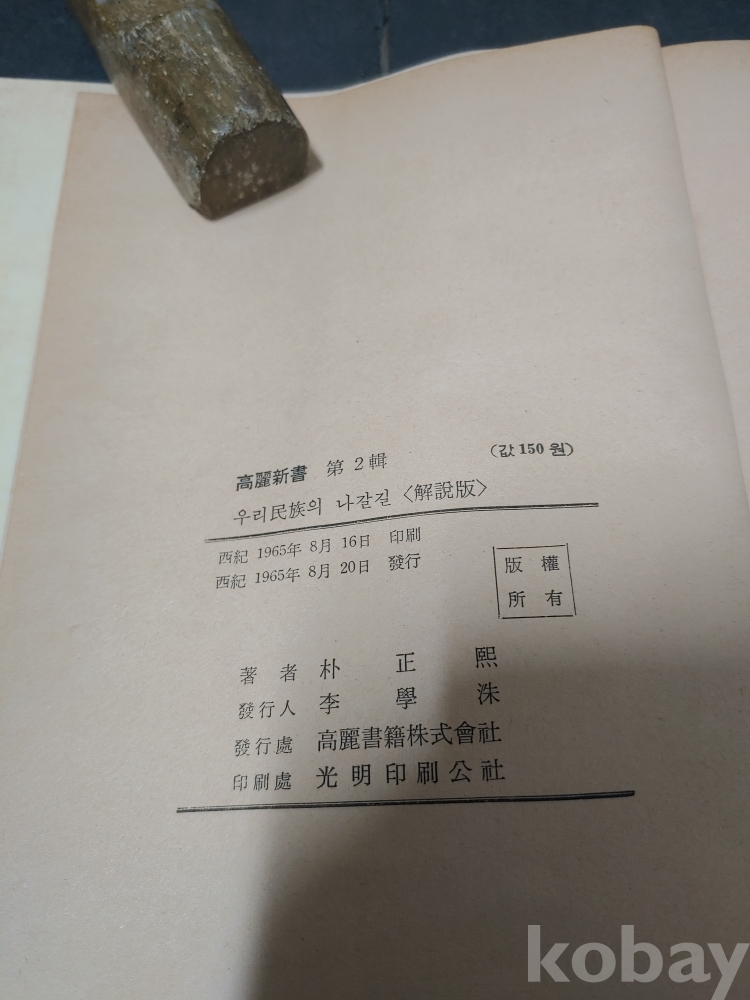 高麗新書 第2輯 (값 150 원)
우리民族의 나갈길 〈解說版〉
西紀 1965年 8月 16日 印刷
西紀 1965年 8月 20日 發行
版權
所有
著者 朴正熙
發行人 李學洙
發行處 高麗書籍株式會社
印刷處 光明印刷公社
kobay